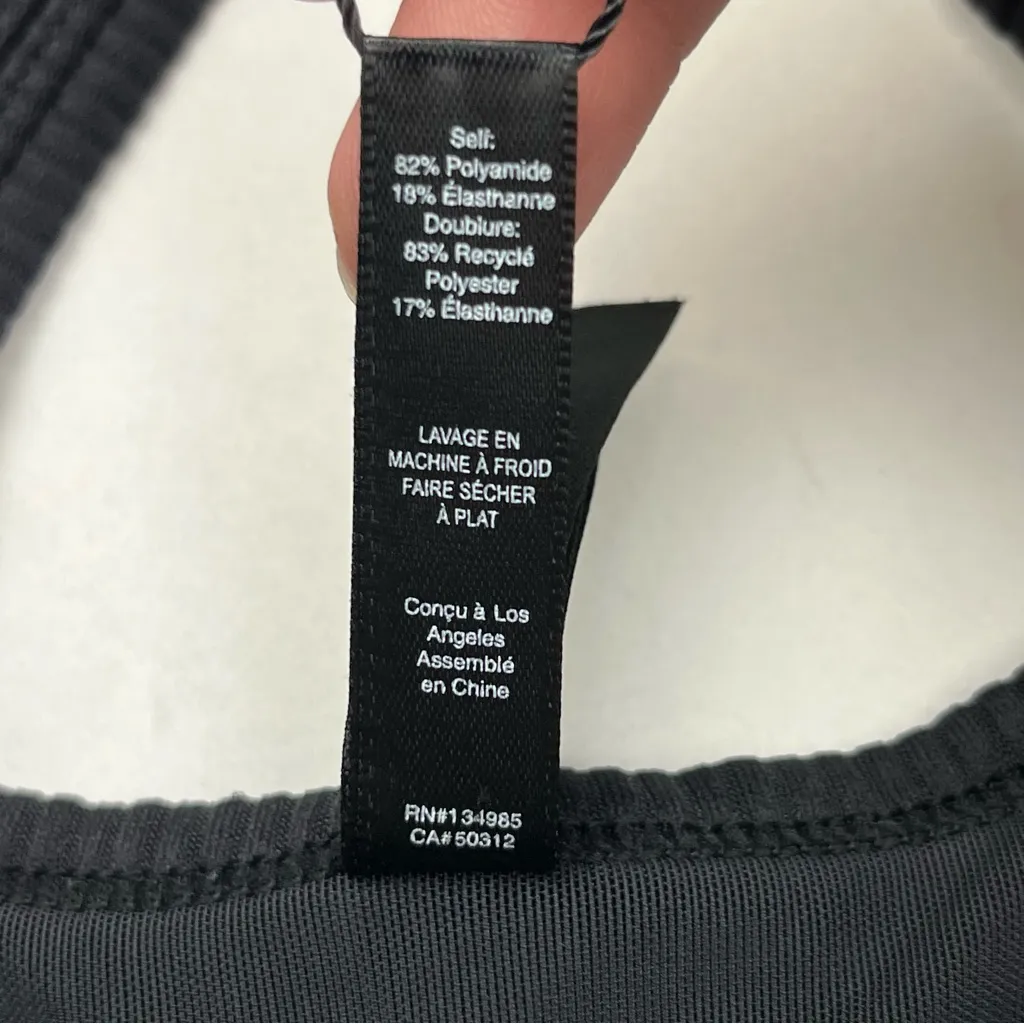 Self:
82% Polyamide
18% Élasthanne
Doublure:
83% Recyclé
Polyester
17% Élasthanne
LAVAGE EN
MACHINE À FROID
FAIRE SÉCHER
À PLAT
Conçu à Los
Angeles
Assemblé
en Chine
RN#134985
CA#50312